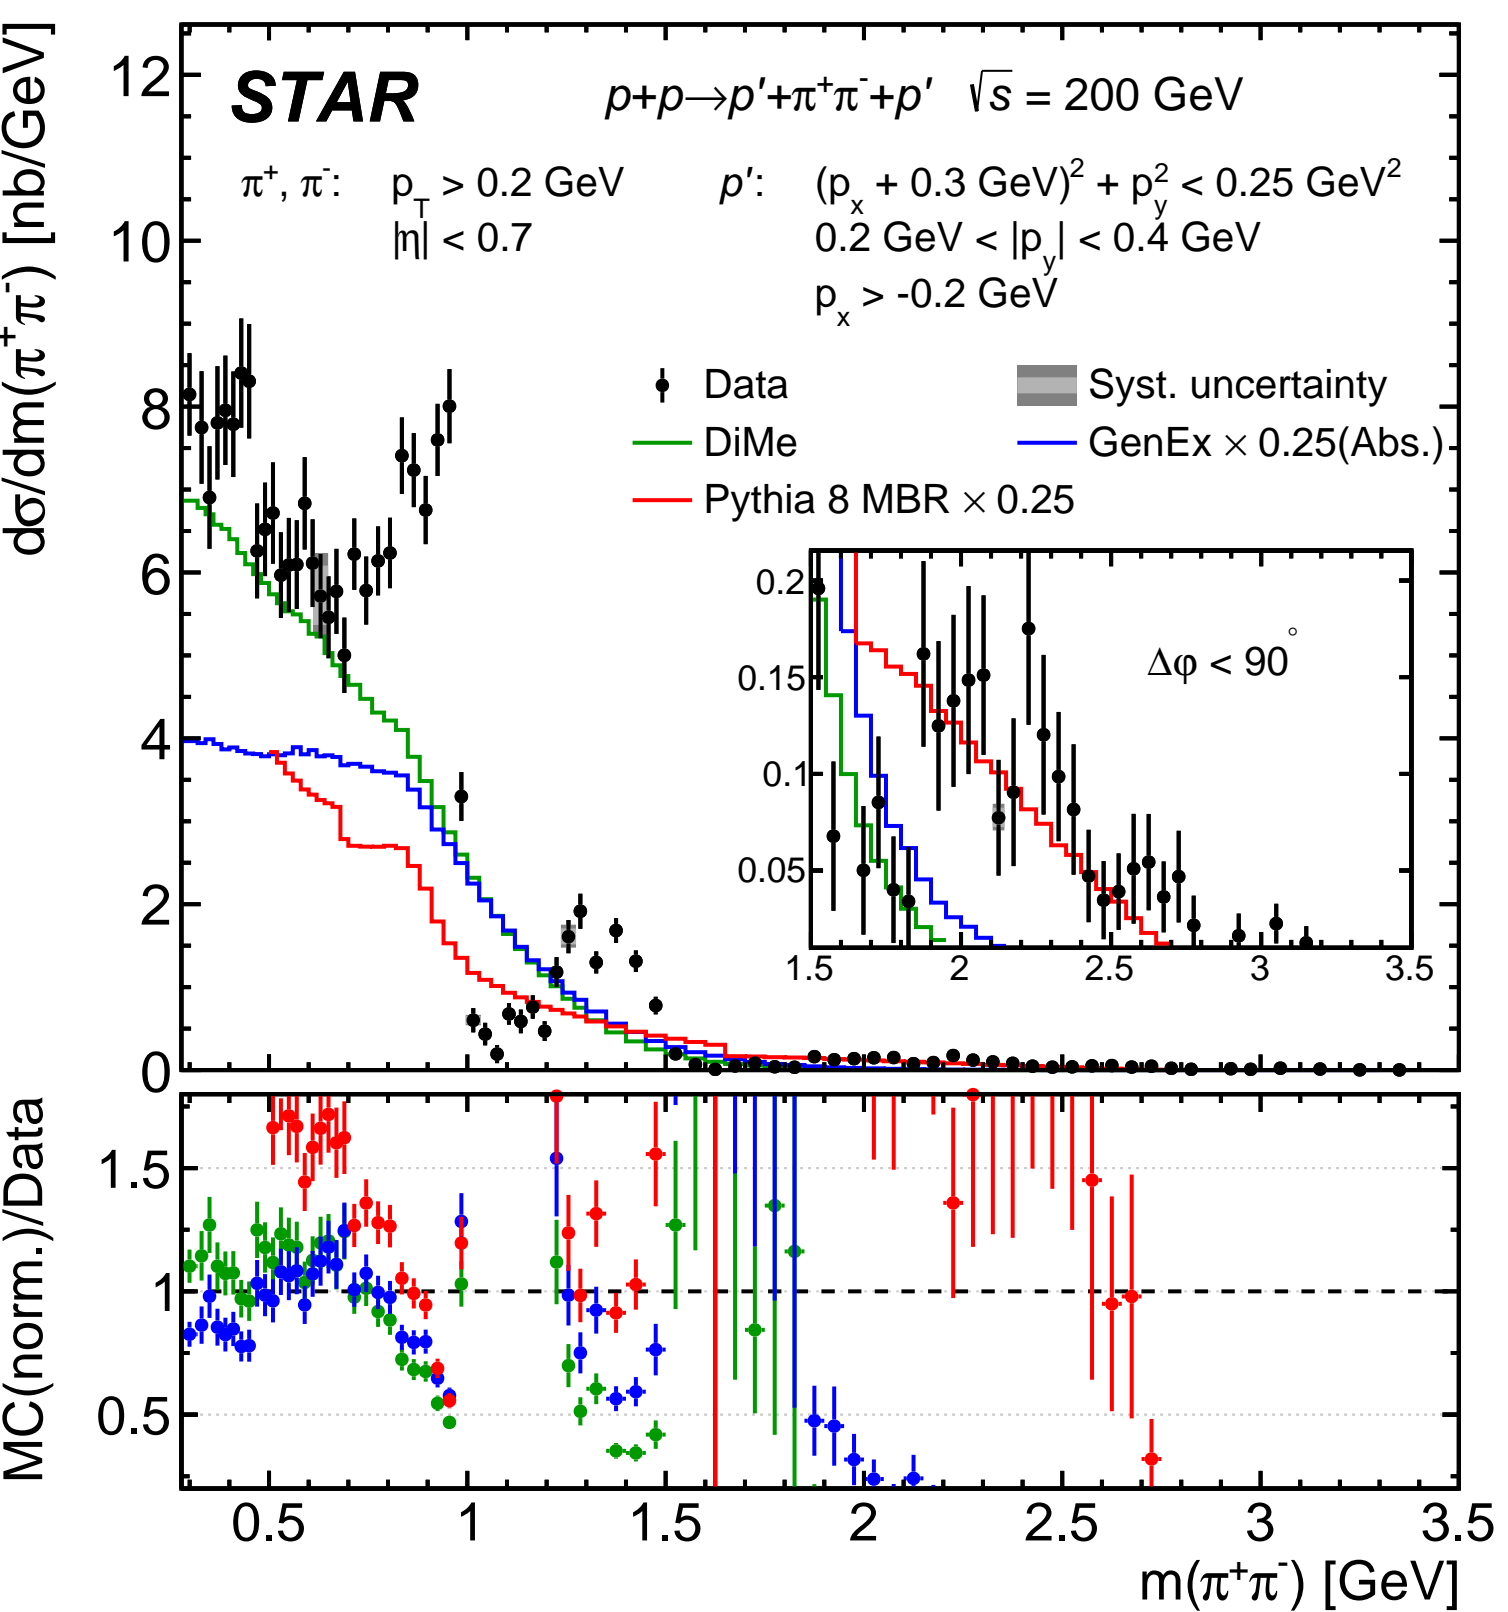 STAR
p+p→p′+π⁺π⁻+p′ √s = 200 GeV
π⁺, π⁻: p_T > 0.2 GeV p′: (p_x + 0.3 GeV)² + p_y² < 0.25 GeV²
|η| < 0.7 0.2 GeV < |p_y| < 0.4 GeV
p_x > -0.2 GeV
Data Syst. uncertainty
DiMe GenEx × 0.25(Abs.)
Pythia 8 MBR × 0.25
dσ/dm(π⁺π⁻) [nb/GeV]
12
10
8
6
4
2
0
Δφ < 90°
0.2
0.15
0.1
0.05
1.5 2 2.5 3 3.5
MC(norm.)/Data
1.5
1
0.5
0.5 1 1.5 2 2.5 3 3.5
m(π⁺π⁻) [GeV]